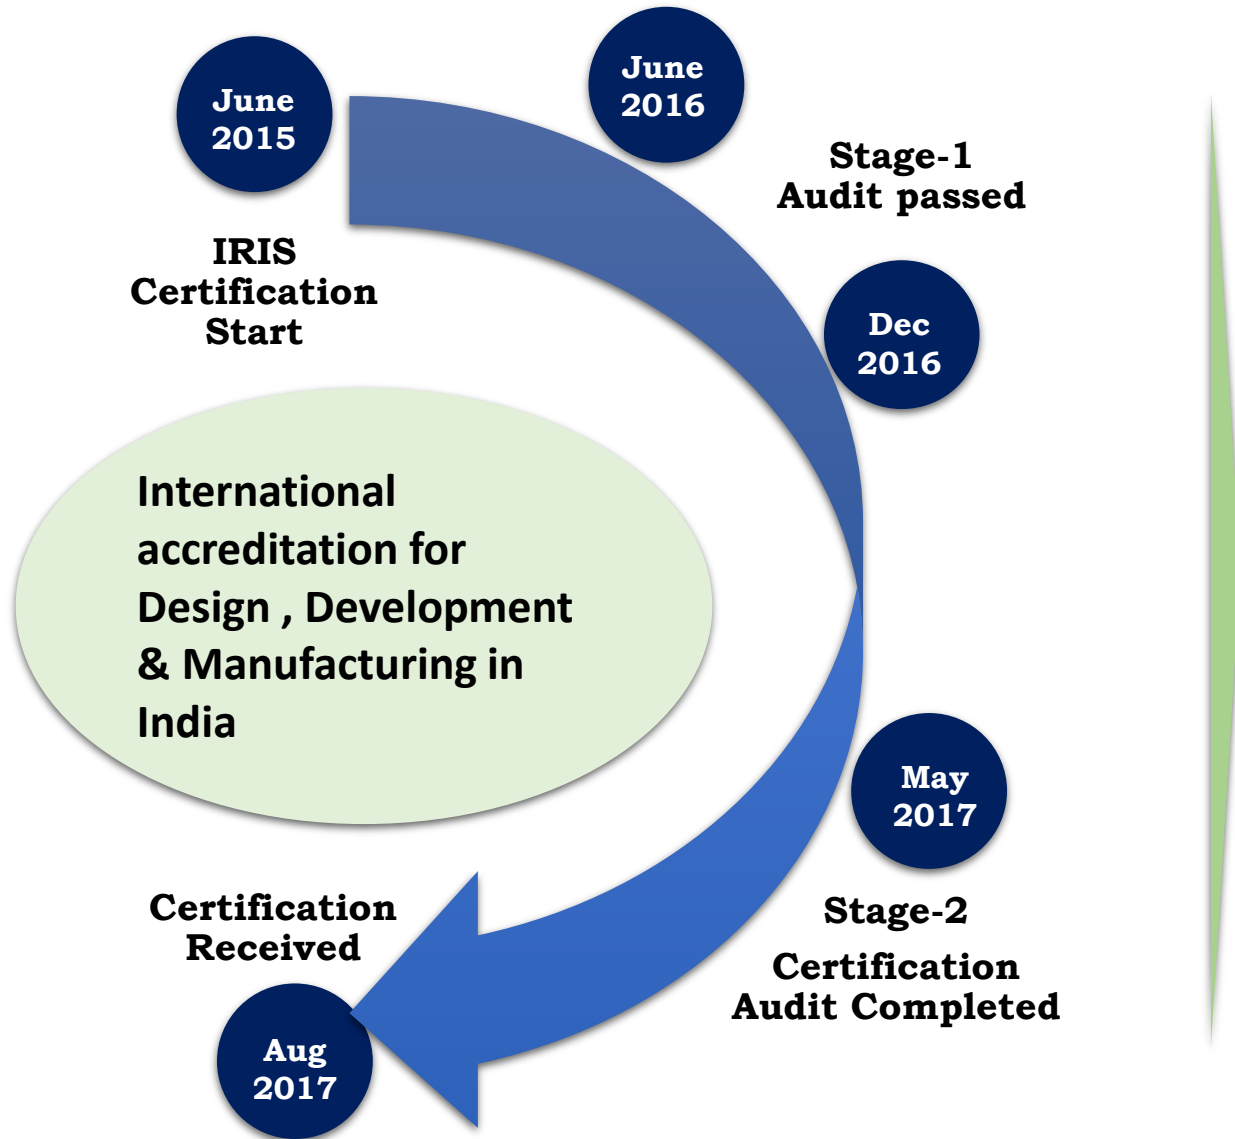 June
2015
IRIS
Certification
Start
June
2016
Stage-1
Audit passed
Dec
2016
International
accreditation for
Design , Development
& Manufacturing in
India
May
2017
Stage-2
Certification
Audit Completed
Certification
Received
Aug
2017